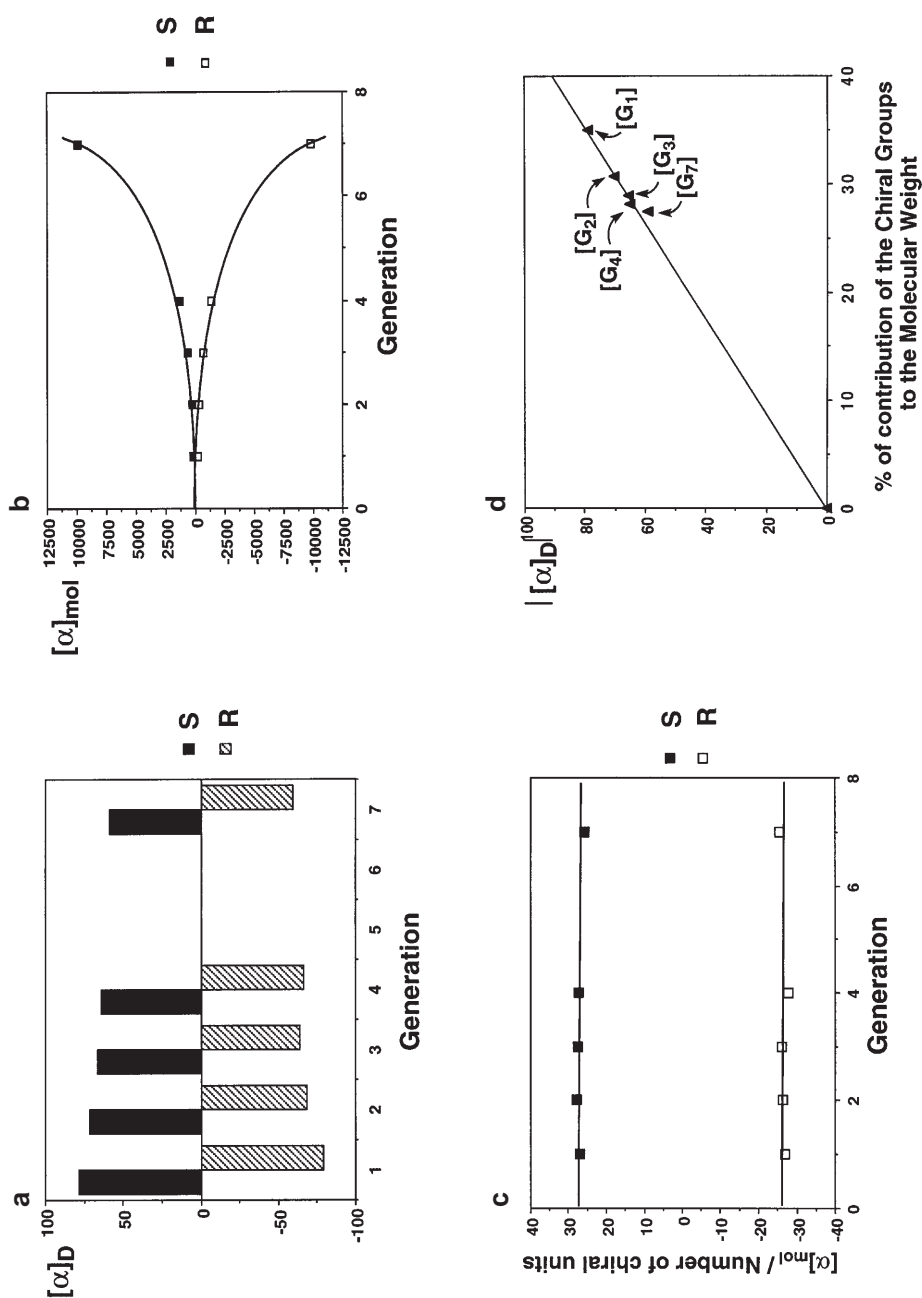 a
[α]D
100
50
0
-50
-100
1
2
3
4
5
6
7
Generation
S
R
b
[α]mol
12500
10000
7500
5000
2500
0
-2500
-5000
-7500
-10000
-12500
0
2
4
6
8
Generation
S
R
c
[α]mol / Number of chiral units
40
30
20
10
0
-10
-20
-30
-40
0
2
4
6
8
Generation
S
R
d
| [α]D|
100
80
60
40
20
0
0
10
20
30
40
[G1]
[G2]
[G3]
[G4]
[G7]
% of contribution of the Chiral Groups
to the Molecular Weight